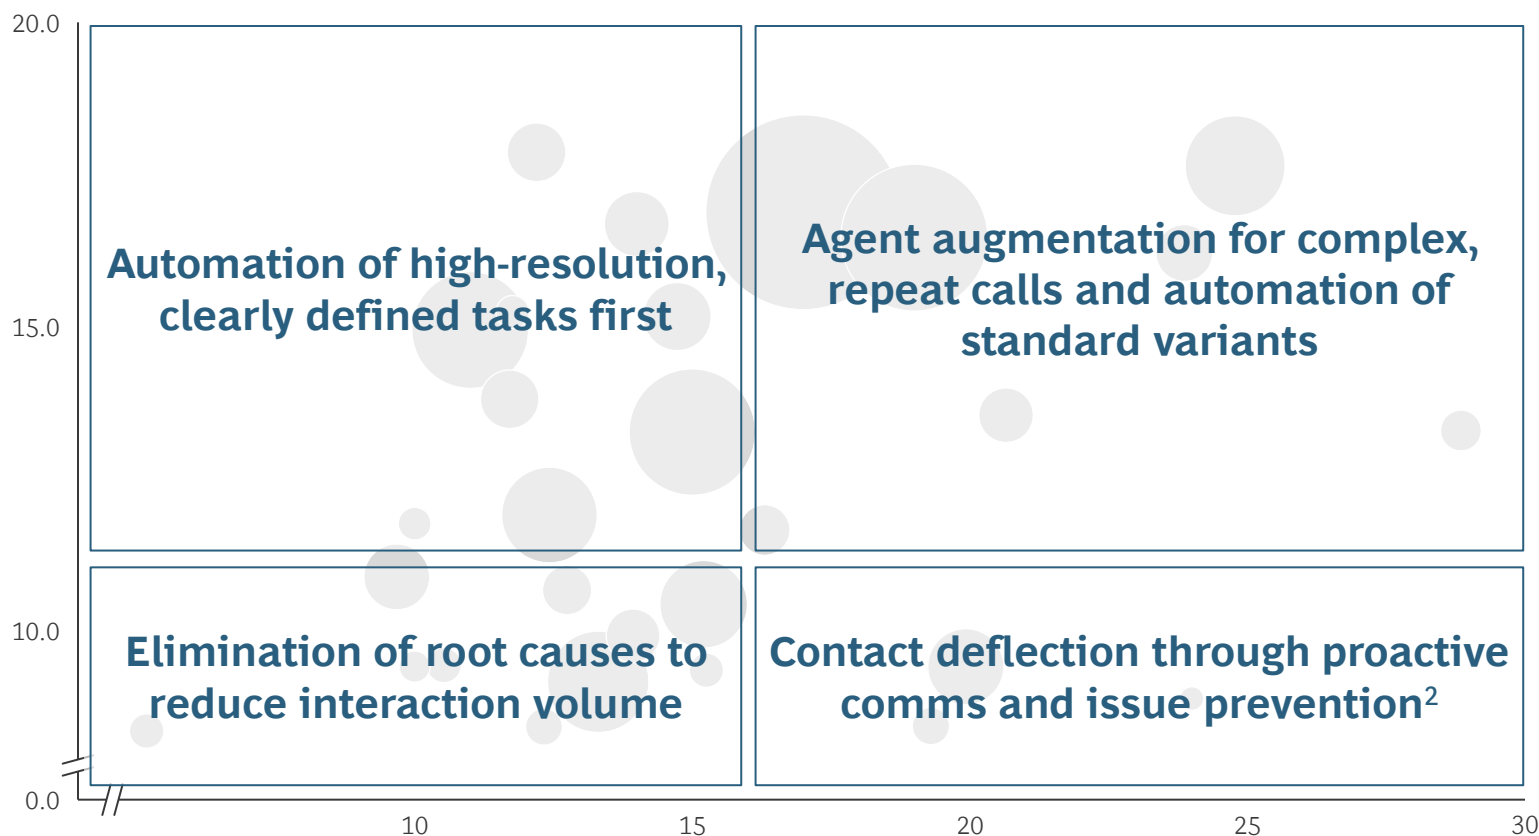 20.0
Automation of high-resolution,
clearly defined tasks first
Agent augmentation for complex,
repeat calls and automation of
standard variants
15.0
10.0
Elimination of root causes to
reduce interaction volume
Contact deflection through proactive
comms and issue prevention²
0.0
10 15 20 25 30